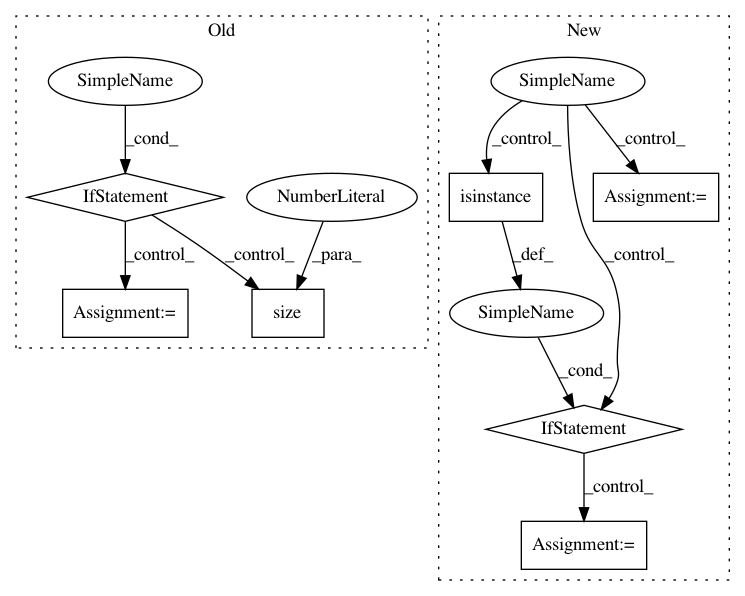 Old
New
SimpleName
SimpleName
_cond_
_control_
_control_
IfStatement
NumberLiteral
isinstance
Assignment:=
_control_
_control_
_para_
_def_
_control_
Assignment:=
size
SimpleName
_cond_
IfStatement
_control_
Assignment:=